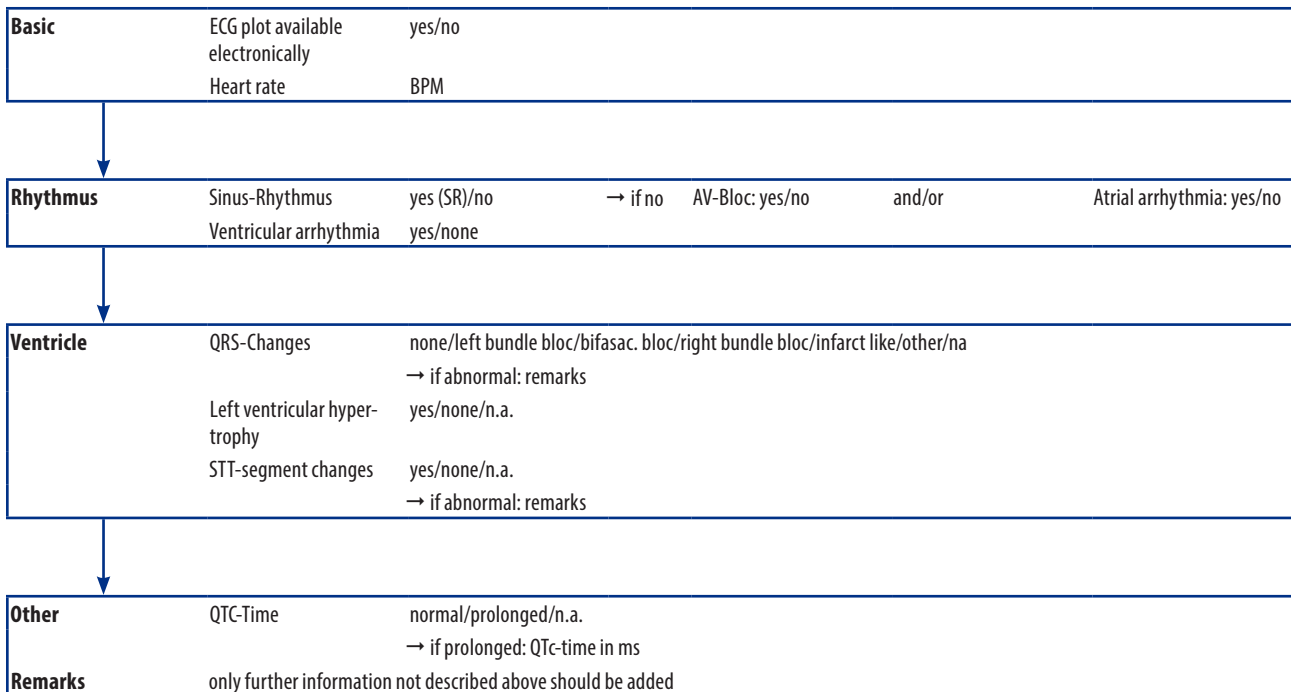 Basic ECG plot available yes/no
electronically
Heart rate BPM
Rhythmus Sinus-Rhythmus yes (SR)/no → if no AV-Bloc: yes/no and/or Atrial arrhythmia: yes/no
Ventricular arrhythmia yes/none
Ventricle QRS-Changes none/left bundle bloc/bifasac. bloc/right bundle bloc/infarct like/other/na
→ if abnormal: remarks
Left ventricular hyper- yes/none/n.a.
trophy
STT-segment changes yes/none/n.a.
→ if abnormal: remarks
Other QTC-Time normal/prolonged/n.a.
→ if prolonged: QTc-time in ms
Remarks only further information not described above should be added